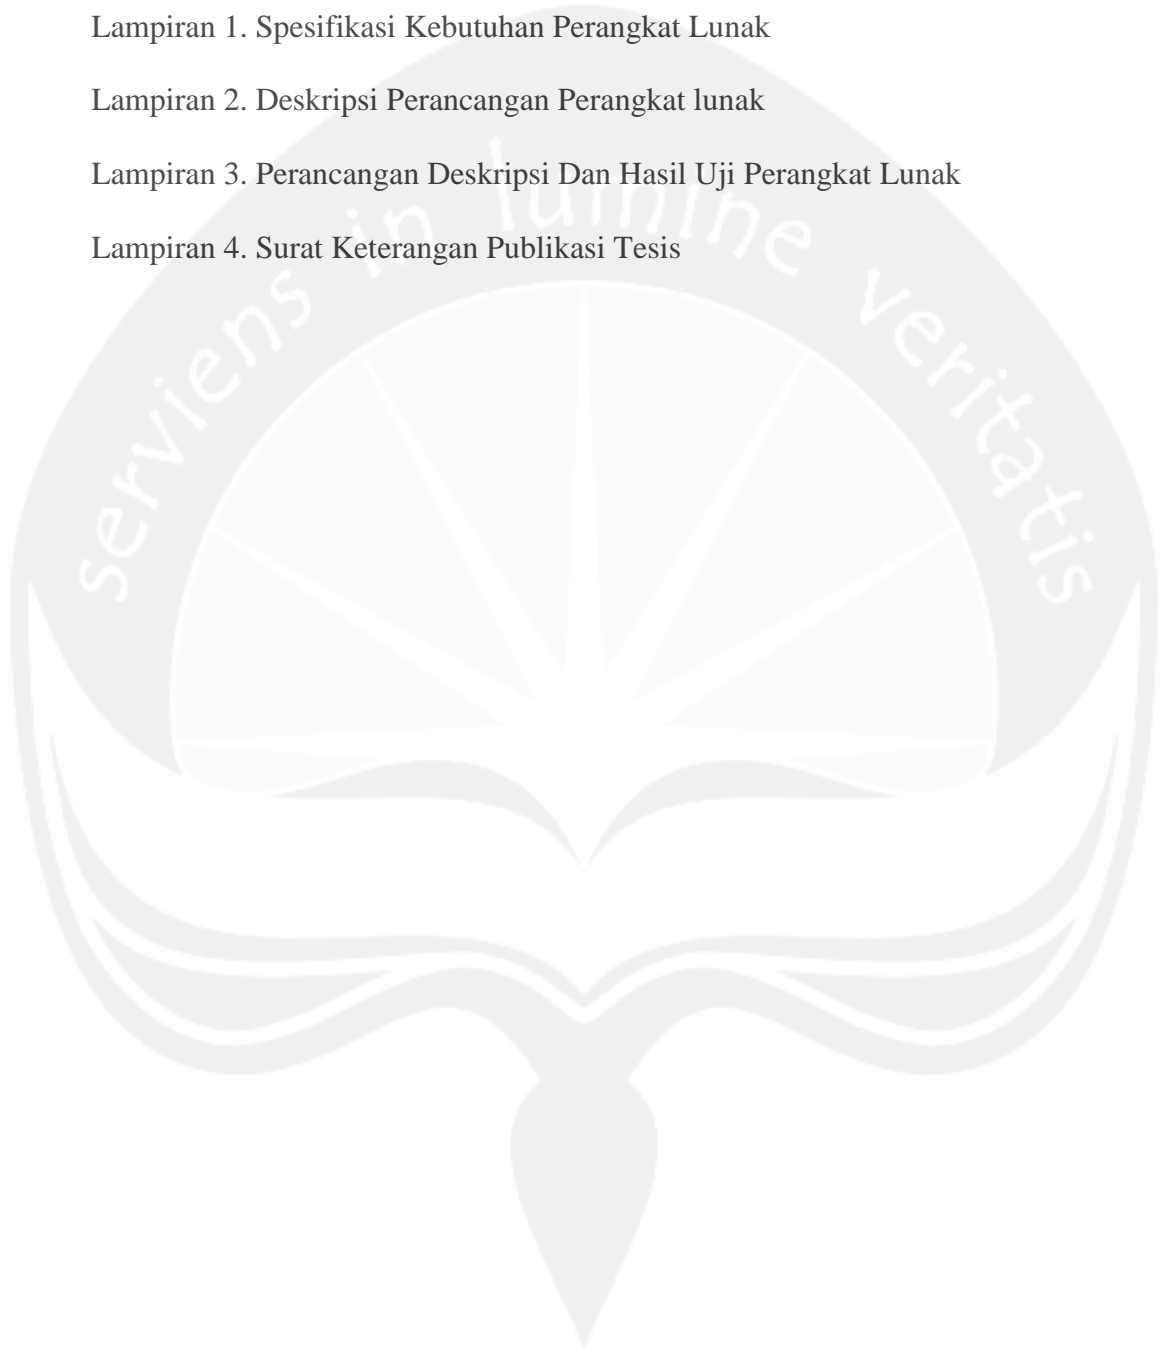 Lampiran 1. Spesifikasi Kebutuhan Perangkat Lunak
Lampiran 2. Deskripsi Perancangan Perangkat lunak
Lampiran 3. Perancangan Deskripsi Dan Hasil Uji Perangkat Lunak
Lampiran 4. Surat Keterangan Publikasi Tesis
serviens in lumine veritatis